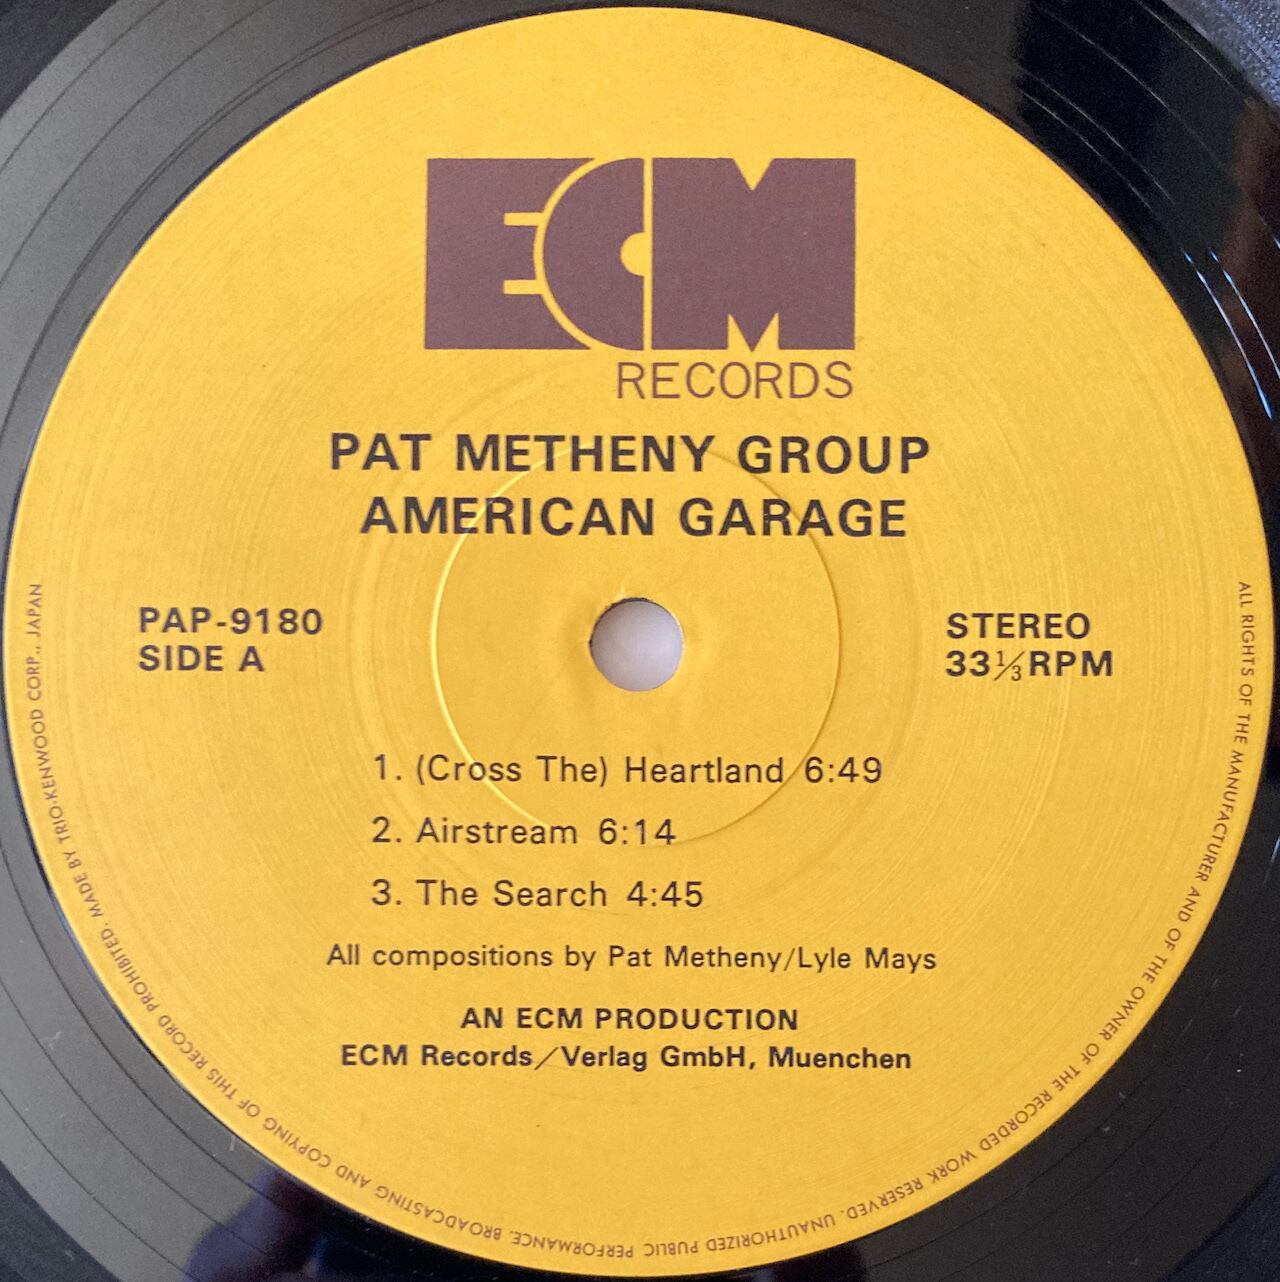 ECM
RECORDS
PAT METHENY GROUP
AMERICAN GARAGE
PAP-9180
SIDE A
STEREO
33⅓RPM
1. (Cross The) Heartland 6:49
2. Airstream 6:14
3. The Search 4:45
All compositions by Pat Metheny/Lyle Mays
AN ECM PRODUCTION
ECM Records/Verlag GmbH, Muenchen
ALL RIGHTS OF THE MANUFACTURER AND OF THE OWNER OF THE RECORDED WORK RESERVED. UNAUTHORIZED PUBLIC PERFORMANCE, BROADCASTING AND COPYING OF THIS RECORD PROHIBITED. MADE BY TRIO-KENWOOD CORP., JAPAN